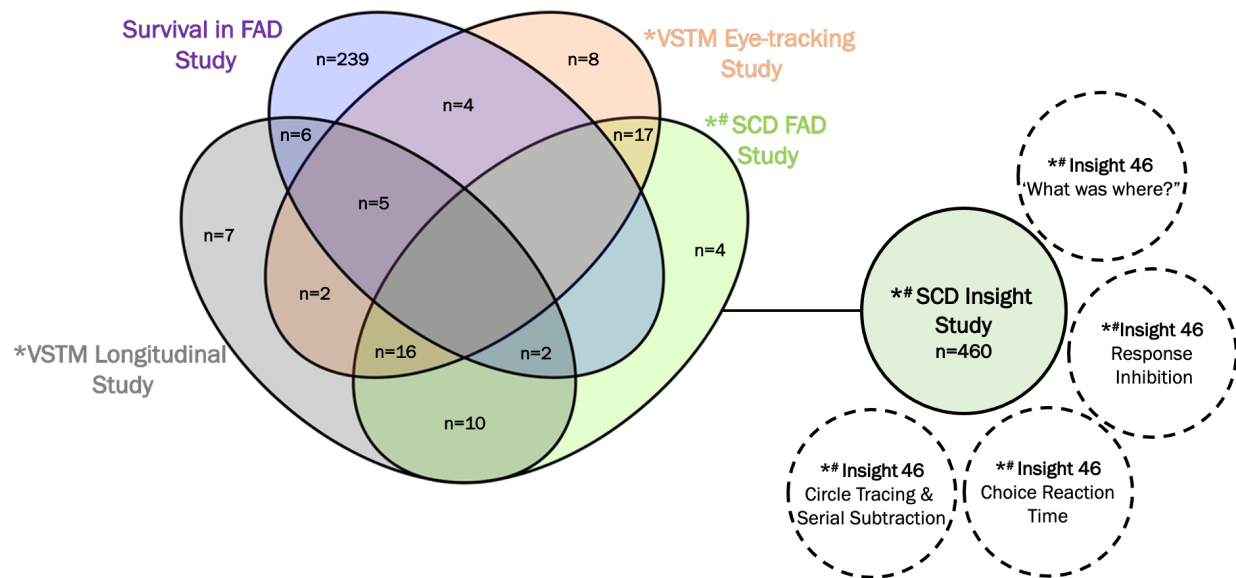 Survival in FAD
Study
n=239
*VSTM Eye-tracking
Study
n=8
n=4
n=6
n=17
*# SCD FAD
Study
n=5
n=7
n=4
n=2
*VSTM Longitudinal
Study
n=16
n=2
n=10
*# Insight 46
‘What was where?”
*# SCD Insight
Study
n=460
*#Insight 46
Response
Inhibition
*# Insight 46
Circle Tracing &
Serial Subtraction
*# Insight 46
Choice Reaction
Time